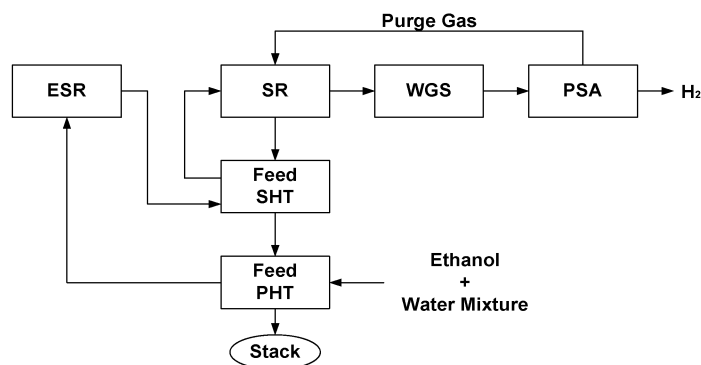 Purge Gas
ESR
SR
WGS
PSA
H₂
Feed
SHT
Feed
PHT
Ethanol
+
Water Mixture
Stack